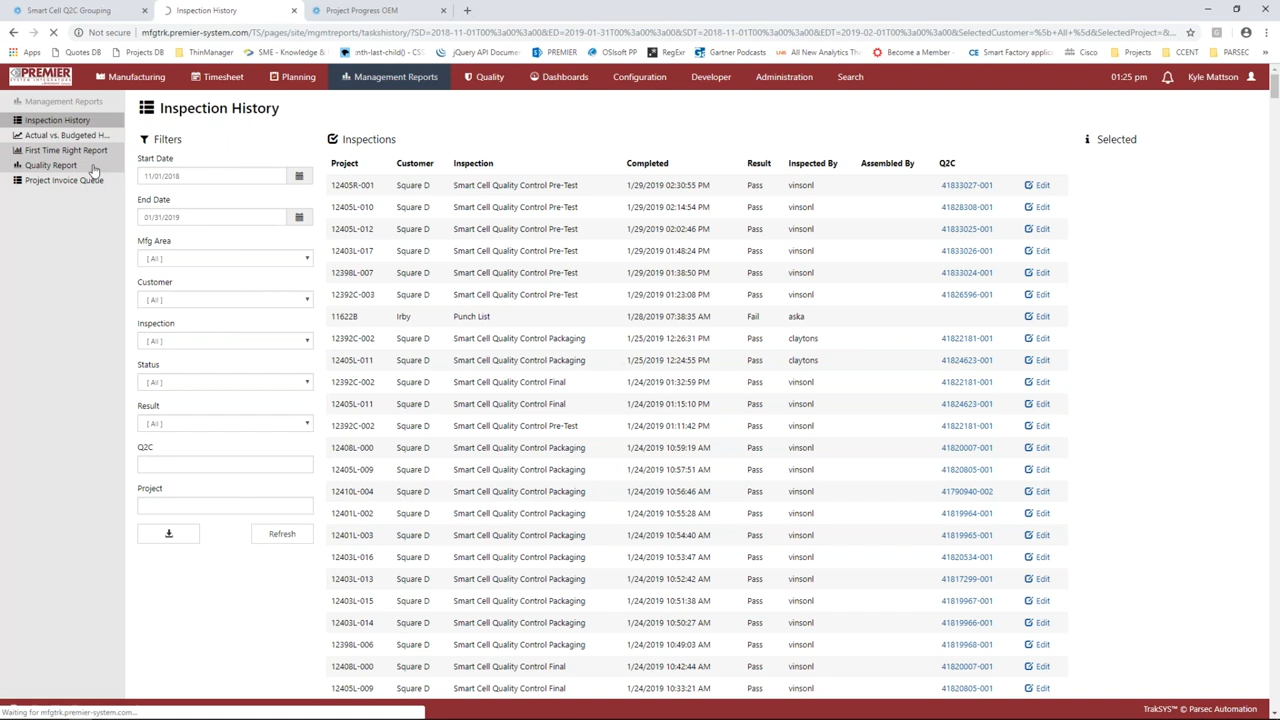 Smart Cell Q2C Grouping
Inspection History
Project Progress OEM
Not secure
mfgtrk.premier-system.com/TS/pages/site/mgmtreports/taskshistory/?SD=2018-11-01T00%3a00%3a00&ED=2019-01-31T00%3a00%3a00&SDT=2018-11-01T00%3a00%3a00&EDT=2019-02-01T00%3a00%3a00&SelectedCustomer=%5b+All+%5d&SelectedProject=&...
Apps
Quotes DB
Projects DB
ThinManager
SME - Knowledge &
:nth-last-child() - CSS...
jQuery API Documen
PREMIER
OSIsoft PP
RegExr
Gartner Podcasts
All New Analytics Th
Become a Member -
Smart Factory applic
Cisco
Projects
CCENT
PARSEC
PREMIER
Manufacturing
Timesheet
Planning
Management Reports
Quality
Dashboards
Configuration
Developer
Administration
Search
01:25 pm
Kyle Mattson
Management Reports
Inspection History
Actual vs. Budgeted H...
First Time Right Report
Quality Report
Project Invoice Queue
Inspection History
Filters
Start Date
11/01/2018
End Date
01/31/2019
Mfg Area
[ All ]
Customer
[ All ]
Inspection
[ All ]
Status
[ All ]
Result
[ All ]
Q2C
Project
Refresh
Inspections
Project Customer Inspection Completed Result Inspected By Assembled By Q2C
12405R-001 Square D Smart Cell Quality Control Pre-Test 1/29/2019 02:30:55 PM Pass vinsonl 41833027-001 Edit
12405L-010 Square D Smart Cell Quality Control Pre-Test 1/29/2019 02:14:54 PM Pass vinsonl 41828308-001 Edit
12405L-012 Square D Smart Cell Quality Control Pre-Test 1/29/2019 02:02:46 PM Pass vinsonl 41833025-001 Edit
12403L-017 Square D Smart Cell Quality Control Pre-Test 1/29/2019 01:48:24 PM Pass vinsonl 41833026-001 Edit
12398L-007 Square D Smart Cell Quality Control Pre-Test 1/29/2019 01:38:50 PM Pass vinsonl 41833024-001 Edit
12392C-003 Square D Smart Cell Quality Control Pre-Test 1/29/2019 01:23:08 PM Pass vinsonl 41826596-001 Edit
11622B Irby Punch List 1/28/2019 07:38:35 AM Fail aska Edit
12392C-002 Square D Smart Cell Quality Control Packaging 1/25/2019 12:26:31 PM Pass claytons 41822181-001 Edit
12405L-011 Square D Smart Cell Quality Control Packaging 1/25/2019 12:24:55 PM Pass claytons 41824623-001 Edit
12392C-002 Square D Smart Cell Quality Control Final 1/24/2019 01:32:59 PM Pass vinsonl 41822181-001 Edit
12405L-011 Square D Smart Cell Quality Control Final 1/24/2019 01:15:10 PM Pass vinsonl 41824623-001 Edit
12392C-002 Square D Smart Cell Quality Control Pre-Test 1/24/2019 01:11:42 PM Pass vinsonl 41822181-001 Edit
12408L-000 Square D Smart Cell Quality Control Packaging 1/24/2019 10:59:19 AM Pass vinsonl 41820007-001 Edit
12405L-009 Square D Smart Cell Quality Control Packaging 1/24/2019 10:57:51 AM Pass vinsonl 41820805-001 Edit
12410L-004 Square D Smart Cell Quality Control Packaging 1/24/2019 10:56:46 AM Pass vinsonl 41790940-002 Edit
12401L-002 Square D Smart Cell Quality Control Packaging 1/24/2019 10:55:28 AM Pass vinsonl 41819964-001 Edit
12401L-003 Square D Smart Cell Quality Control Packaging 1/24/2019 10:54:40 AM Pass vinsonl 41819965-001 Edit
12403L-016 Square D Smart Cell Quality Control Packaging 1/24/2019 10:53:47 AM Pass vinsonl 41820534-001 Edit
12403L-013 Square D Smart Cell Quality Control Packaging 1/24/2019 10:52:42 AM Pass vinsonl 41817299-001 Edit
12403L-015 Square D Smart Cell Quality Control Packaging 1/24/2019 10:51:38 AM Pass vinsonl 41819967-001 Edit
12403L-014 Square D Smart Cell Quality Control Packaging 1/24/2019 10:50:27 AM Pass vinsonl 41819966-001 Edit
12398L-006 Square D Smart Cell Quality Control Packaging 1/24/2019 10:49:03 AM Pass vinsonl 41819968-001 Edit
12408L-000 Square D Smart Cell Quality Control Final 1/24/2019 10:42:44 AM Pass vinsonl 41820007-001 Edit
12405L-009 Square D Smart Cell Quality Control Final 1/24/2019 10:33:21 AM Pass vinsonl 41820805-001 Edit
Selected
Waiting for mfgtrk.premier-system.com...
TrakSYS™ © Parsec Automation